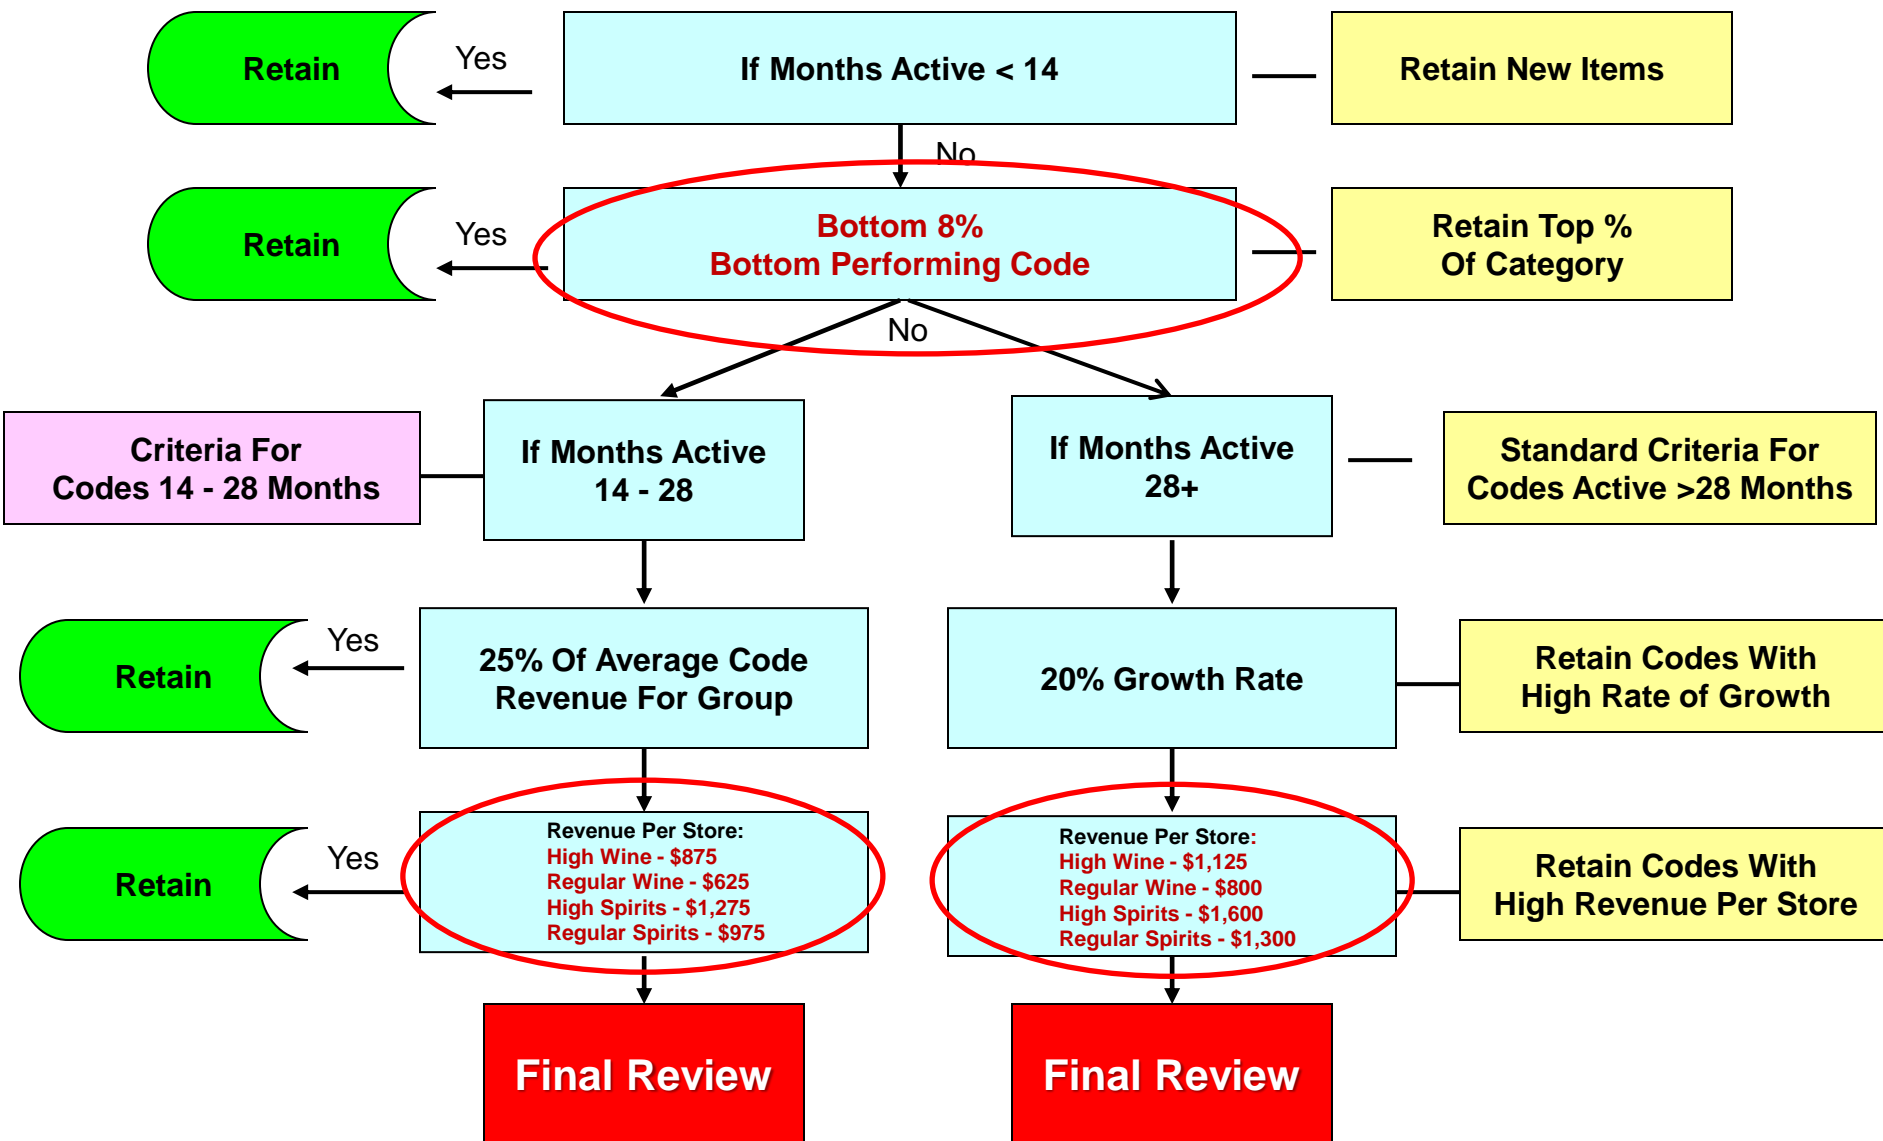 Retain
Yes
If Months Active < 14
Retain New Items
No
Retain
Yes
Bottom 8%
Bottom Performing Code
Retain Top %
Of Category
No
Criteria For
Codes 14 - 28 Months
If Months Active
14 - 28
If Months Active
28+
Standard Criteria For
Codes Active >28 Months
Retain
Yes
25% Of Average Code
Revenue For Group
20% Growth Rate
Retain Codes With
High Rate of Growth
Retain
Yes
Revenue Per Store:
High Wine - $875
Regular Wine - $625
High Spirits - $1,275
Regular Spirits - $975
Revenue Per Store:
High Wine - $1,125
Regular Wine - $800
High Spirits - $1,600
Regular Spirits - $1,300
Retain Codes With
High Revenue Per Store
Final Review
Final Review